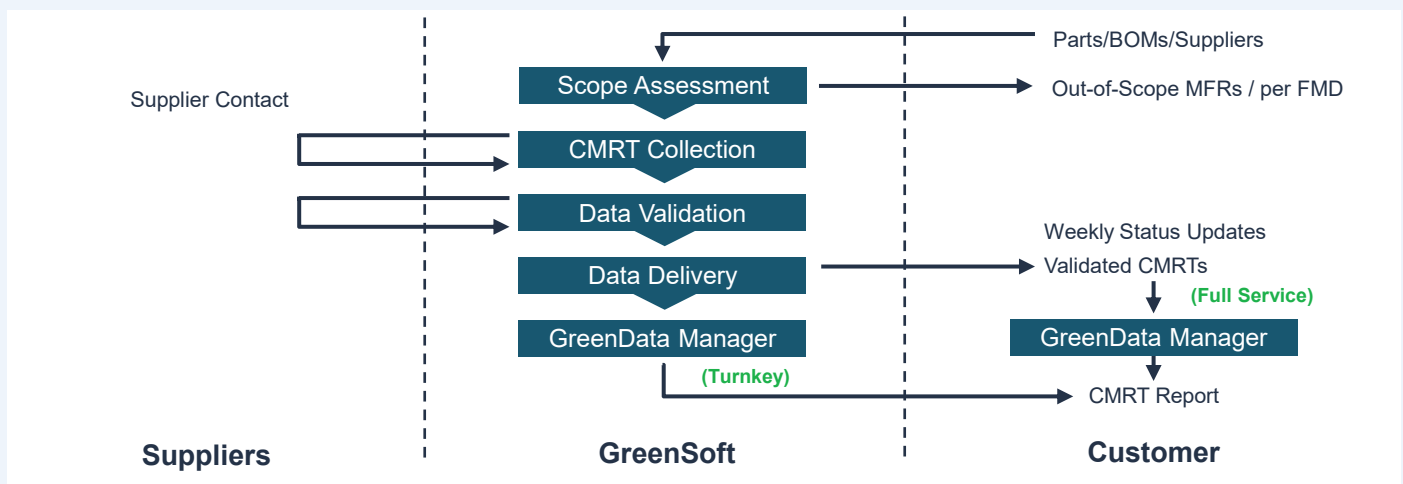 Parts/BOMs/Suppliers
Scope Assessment
Out-of-Scope MFRs / per FMD
Supplier Contact
CMRT Collection
Data Validation
Weekly Status Updates
Data Delivery
Validated CMRTs
(Full Service)
GreenData Manager
GreenData Manager
(Turnkey)
CMRT Report
Suppliers
GreenSoft
Customer